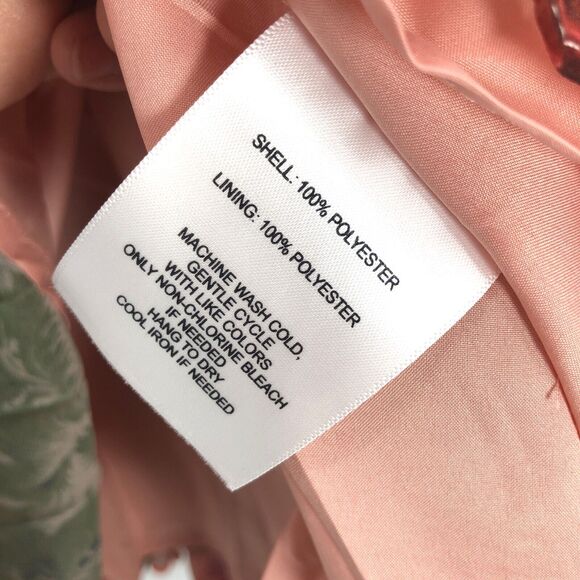 SHELL: 100% POLYESTER
LINING: 100% POLYESTER
MACHINE WASH COLD,
GENTLE CYCLE
WITH LIKE COLORS
ONLY NON-CHLORINE BLEACH
IF NEEDED
HANG TO DRY
COOL IRON IF NEEDED